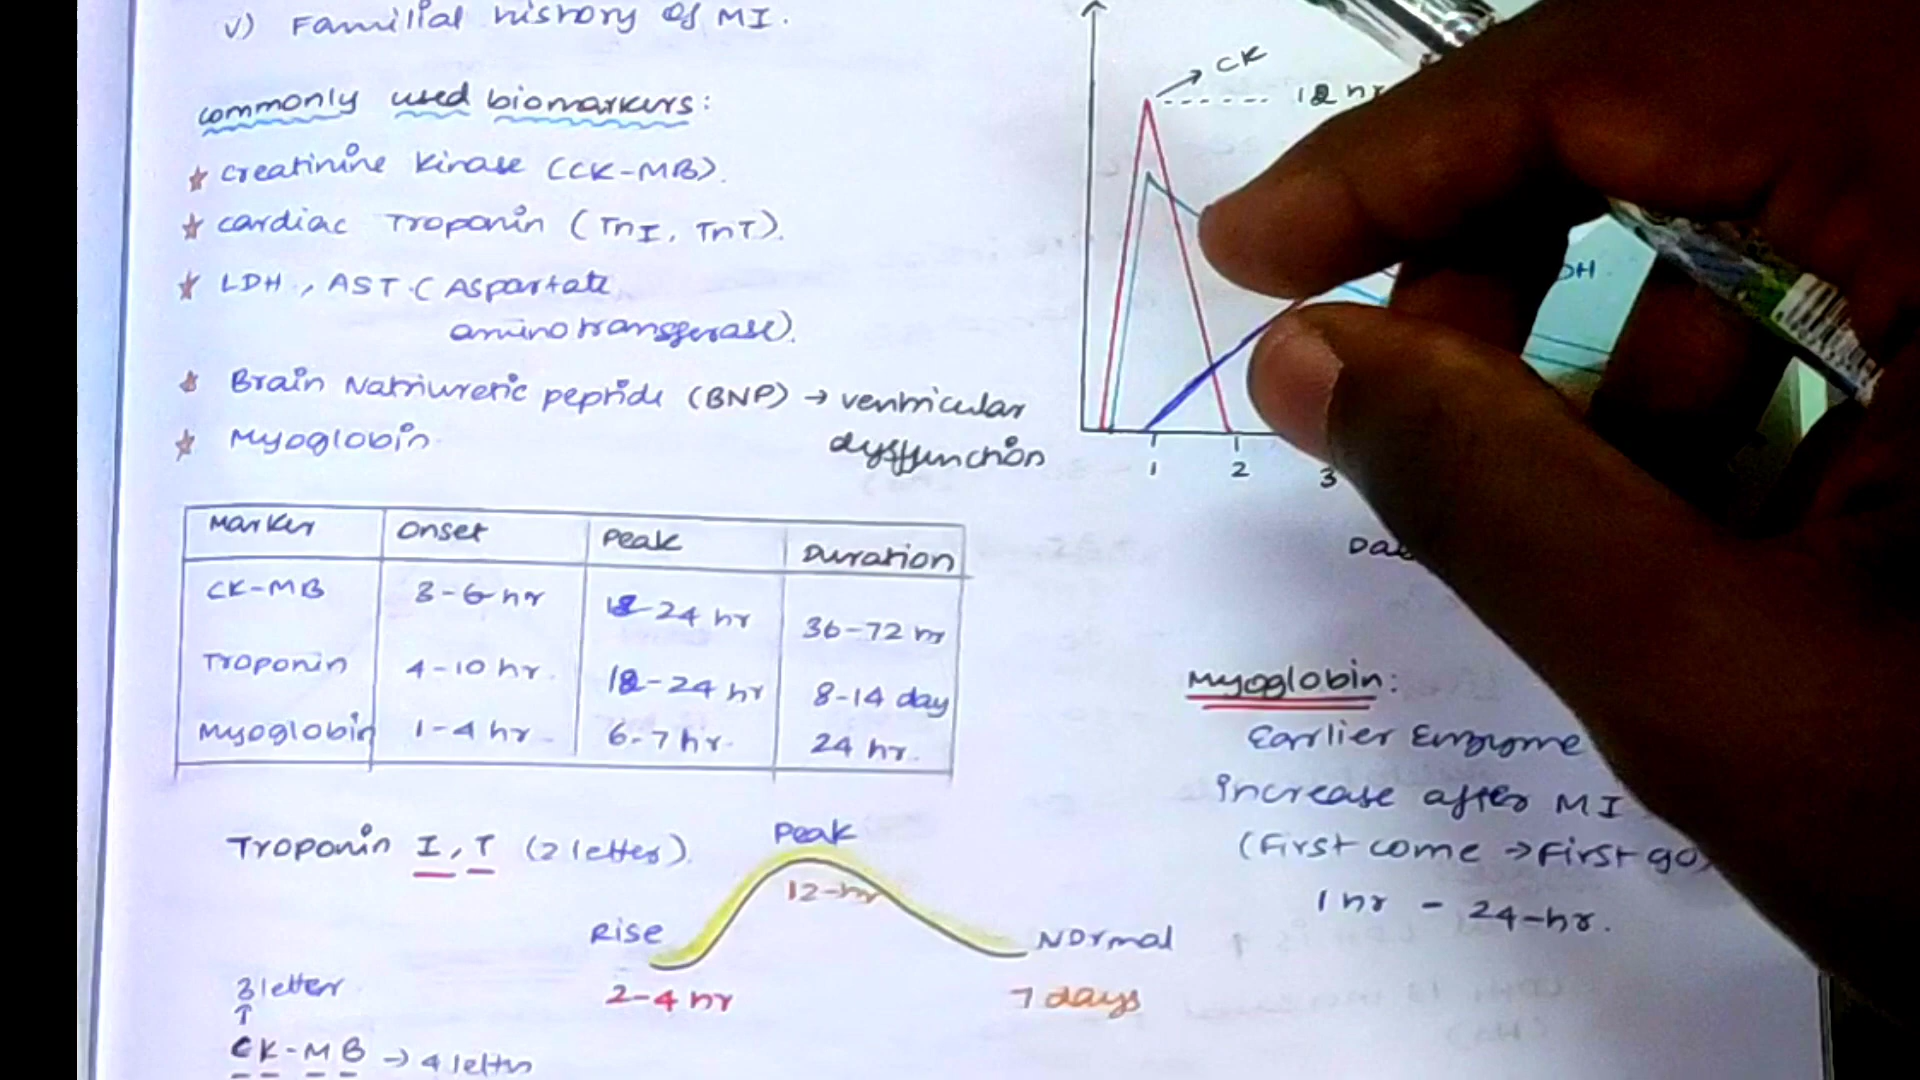 v) Familial history of MI.
commonly used biomarkers:
creatinine kinase (CK-MB).
cardiac Troponin (TnI, TnT).
LDH, AST (Aspartate
aminotransferase).
Brain Natriuretic peptide (BNP) → ventricular
dysfunction
Myoglobin
Marker Onset Peak Duration
CK-MB 3-6 hr 18-24 hr 36-72 hr
Troponin 4-10 hr. 18-24 hr 8-14 day
Myoglobin 1-4 hr 6-7 hr. 24 hr.
Troponin I, T (2 letter).
Peak
12-hr
Rise
Normal
2-4 hr
7 days
3 letter
↑
CK-MB → 4 letter
→ CK
hr
1 2 3
Myoglobin:
Earlier Enzyme
increase after MI
(First come → First go)
1 hr - 24-hr.